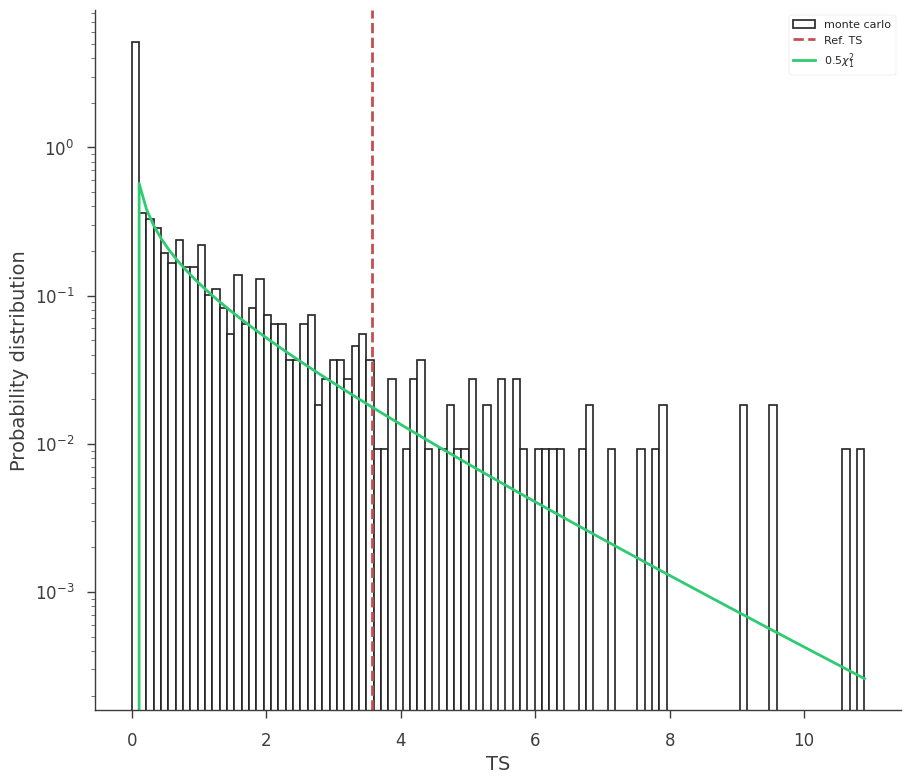 monte carlo
Ref. TS
0.5χ₁²
Probability distribution
10⁰
10⁻¹
10⁻²
10⁻³
0 2 4 6 8 10
TS